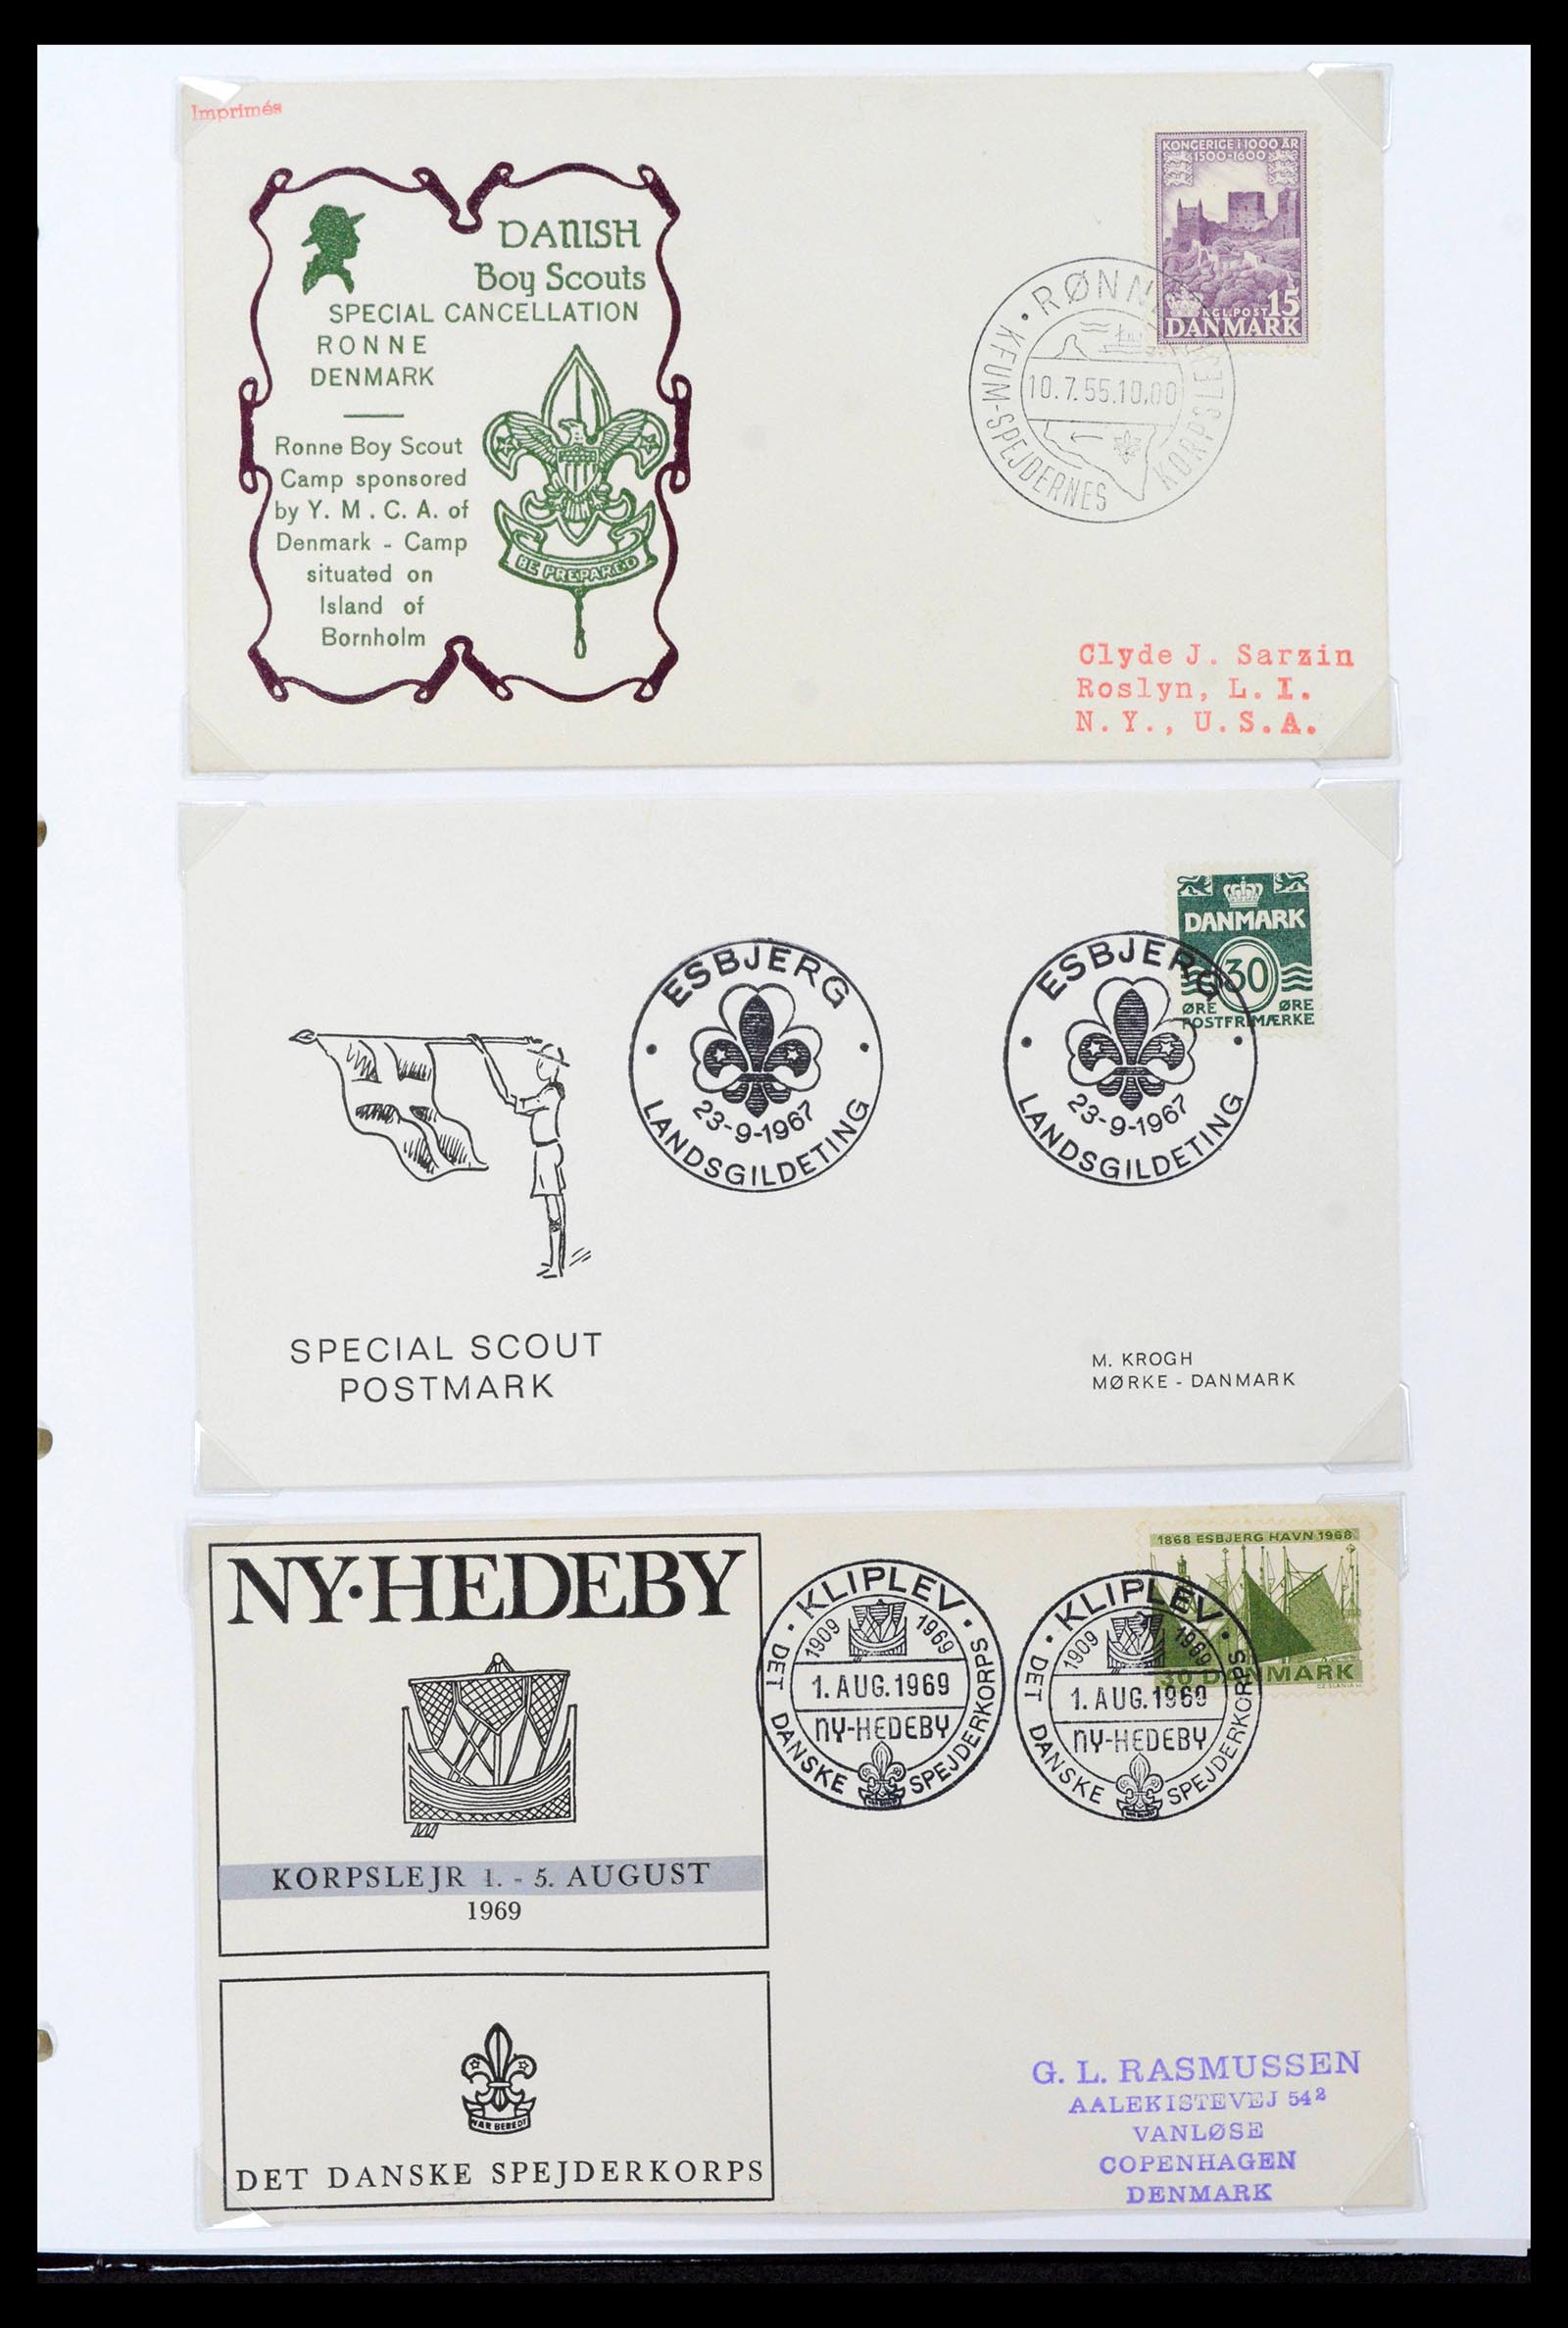 Imprimés
DANISH
Boy Scouts
SPECIAL CANCELLATION
RONNE
DENMARK
Ronne Boy Scout
Camp sponsored
by Y. M. C. A. of
Denmark - Camp
situated on
Island of
Bornholm
BE PREPARED
KONGERIGE I 1000 ÅR
1500-1600
KGL.POST 15
DANMARK
RØNNE
10.7.55.10.00
KFUM-SPEJDERNES KORPSLEJR
Clyde J. Sarzin
Roslyn, L. I.
N. Y., U. S. A.
DANMARK
30
ØRE ØRE
POSTFRIMÆRKE
ESBJERG
23-9-1967
LANDSGILDETING
ESBJERG
23-9-1967
LANDSGILDETING
SPECIAL SCOUT
POSTMARK
M. KROGH
MØRKE - DANMARK
NY·HEDEBY
KORPSLEJR 1. - 5. AUGUST
1969
VÆR BEREDT
DET DANSKE SPEJDERKORPS
KLIPLEV
1909 1969
1. AUG. 1969
NY-HEDEBY
DET DANSKE SPEJDERKORPS
KLIPLEV
1909 1969
1. AUG. 1969
NY-HEDEBY
DET DANSKE SPEJDERKORPS
1868 ESBJERG HAVN 1968
30 DANMARK
CZ. SLANIA
G. L. RASMUSSEN
AALEKISTEVEJ 54²
VANLØSE
COPENHAGEN
DENMARK